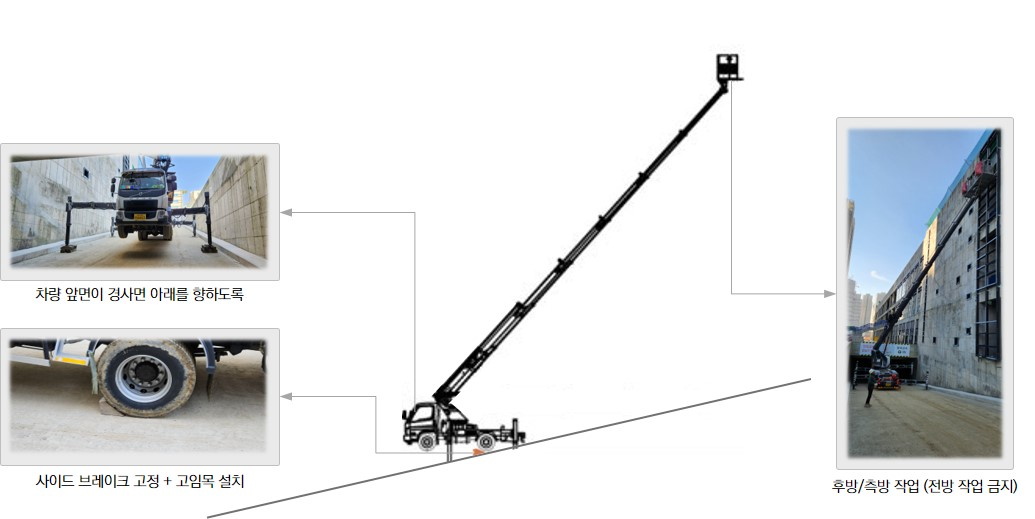 차량 앞면이 경사면 아래를 향하도록
사이드 브레이크 고정 + 고임목 설치
후방/측방 작업 (전방 작업 금지)